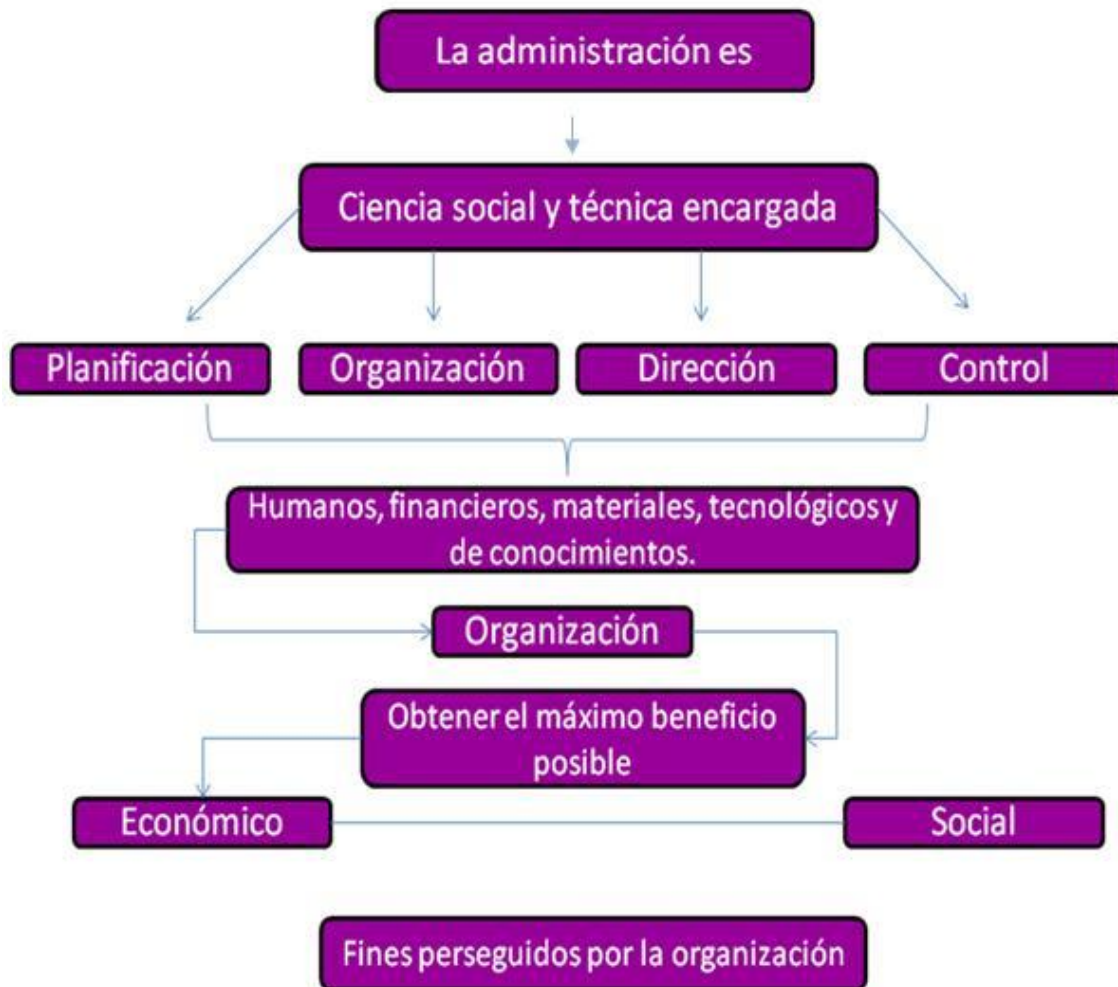 La administración es
Ciencia social y técnica encargada
Planificación
Organización
Dirección
Control
Humanos, financieros, materiales, tecnológicos y
de conocimientos.
Organización
Obtener el máximo beneficio
posible
Económico
Social
Fines perseguidos por la organización